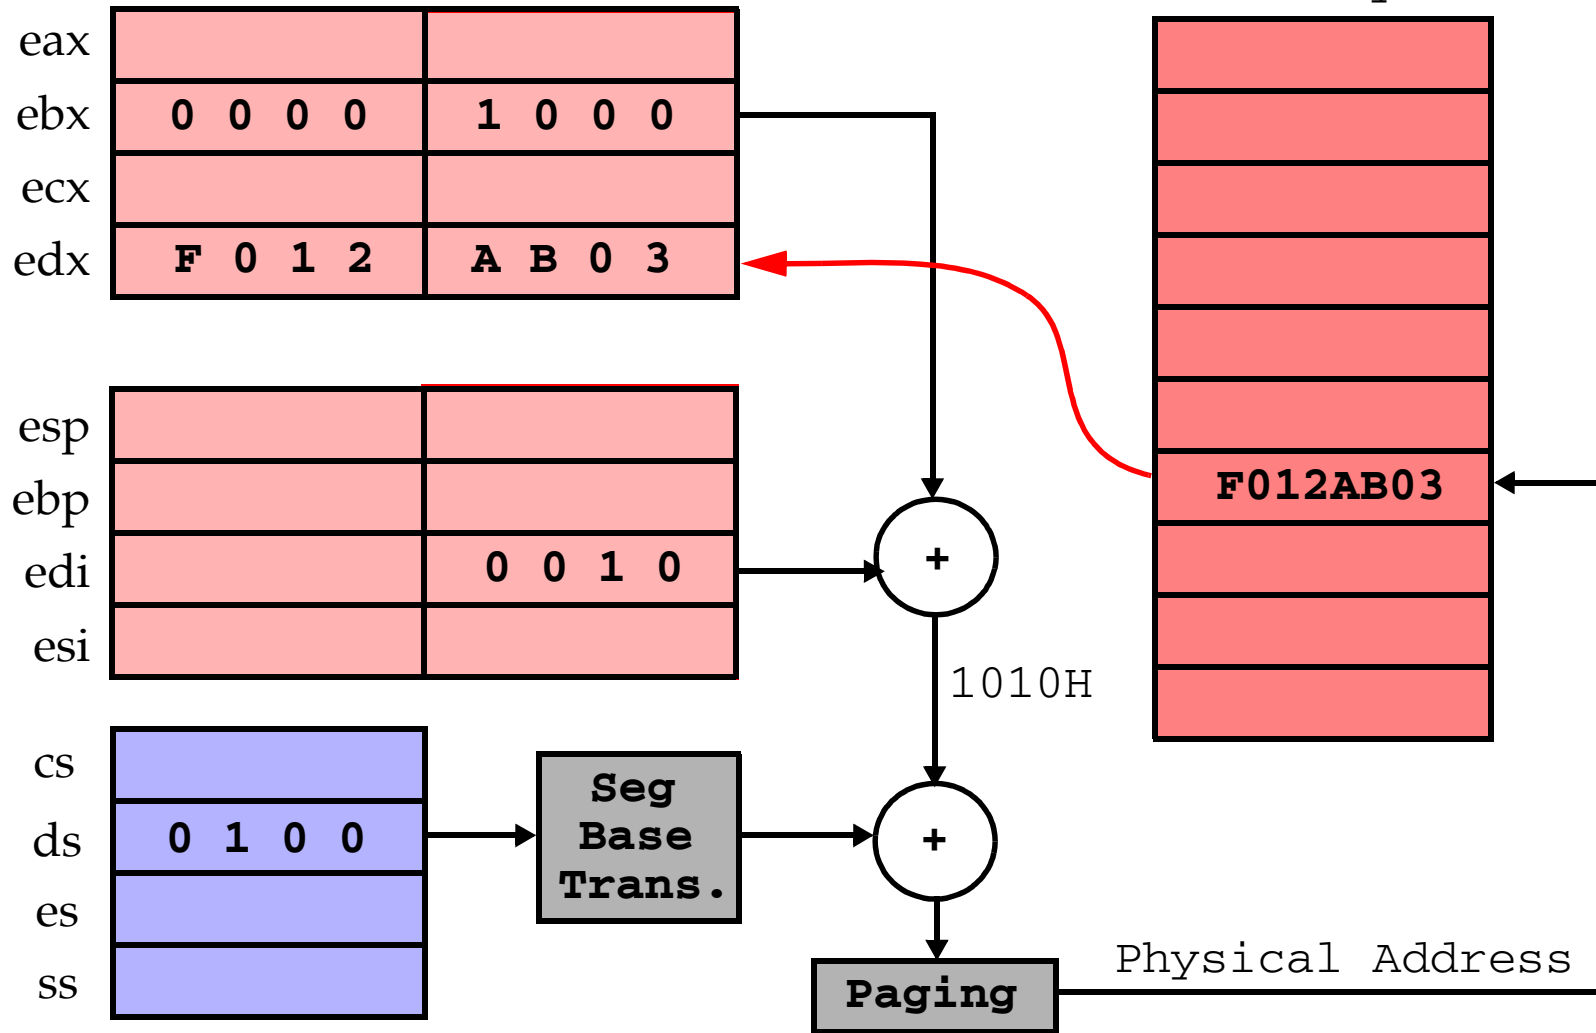 eax
ebx 0 0 0 0 1 0 0 0
ecx
edx F 0 1 2 A B 0 3
esp
ebp
F012AB03
edi 0 0 1 0
+
esi
1010H
cs
ds 0 1 0 0
es
ss
Seg
Base
Trans.
+
Paging
Physical Address